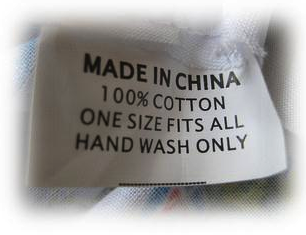 MADE IN CHINA
100% COTTON
ONE SIZE FITS ALL
HAND WASH ONLY